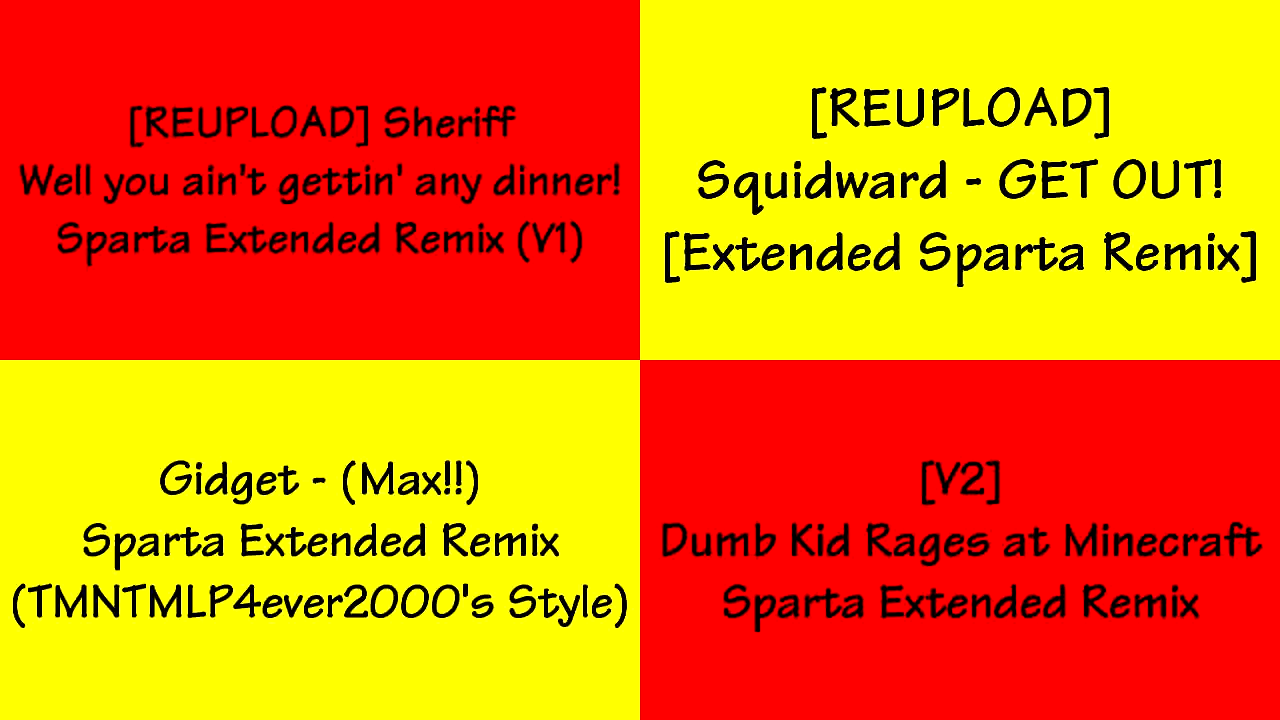 [REUPLOAD] Sheriff
Well you ain't gettin' any dinner!
Sparta Extended Remix (V1)
[REUPLOAD]
Squidward - GET OUT!
[Extended Sparta Remix]
Gidget - (Max!!)
Sparta Extended Remix
(TMNTMLP4ever2000's Style)
[V2]
Dumb Kid Rages at Minecraft
Sparta Extended Remix